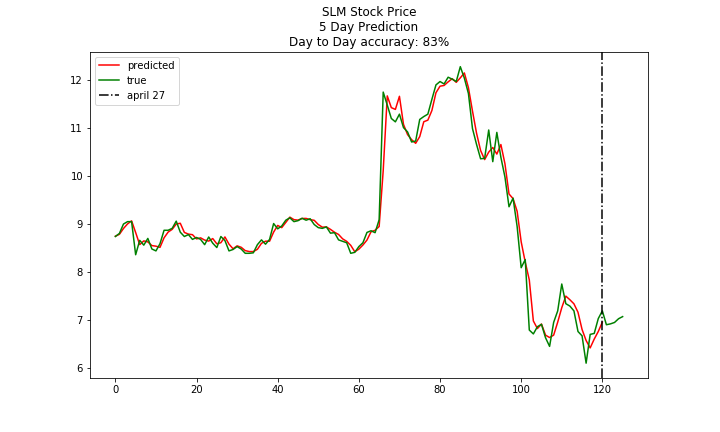 SLM Stock Price
5 Day Prediction
Day to Day accuracy: 83%
predicted
true
april 27
12
11
10
9
8
7
6
0 20 40 60 80 100 120